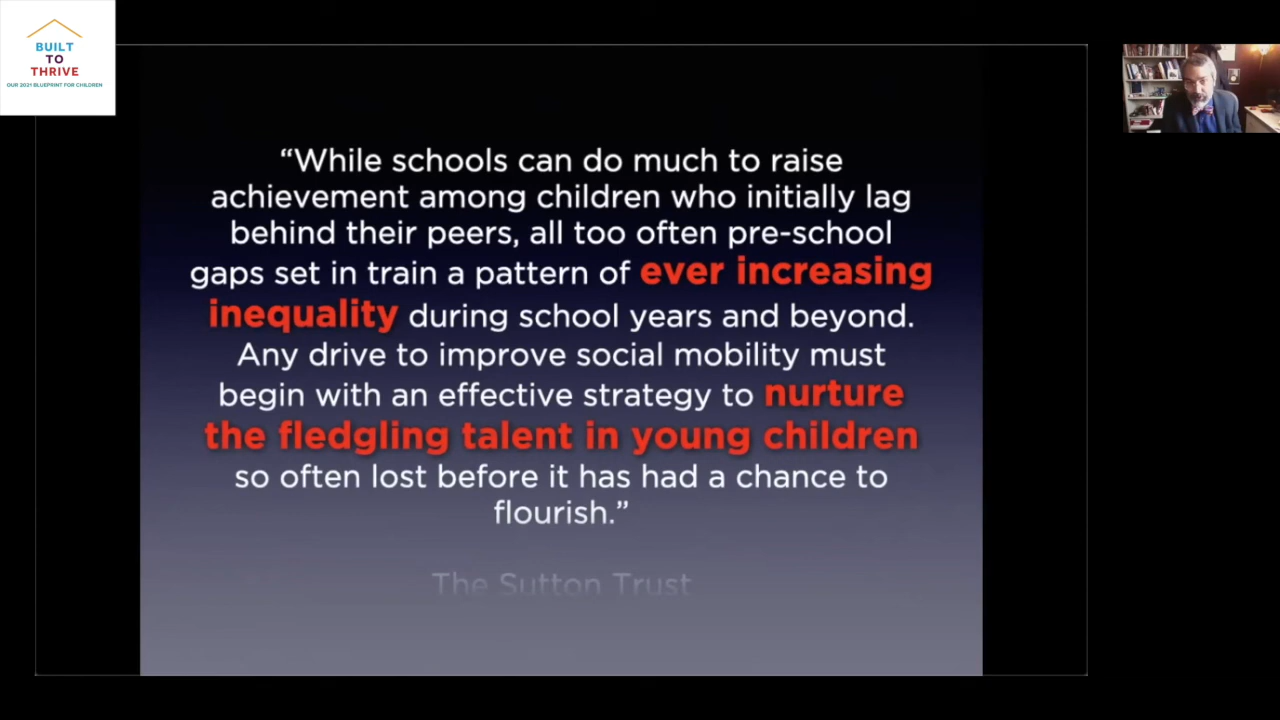 BUILT
TO
THRIVE
OUR 2021 BLUEPRINT FOR CHILDREN
“While schools can do much to raise
achievement among children who initially lag
behind their peers, all too often pre-school
gaps set in train a pattern of ever increasing
inequality during school years and beyond.
Any drive to improve social mobility must
begin with an effective strategy to nurture
the fledgling talent in young children
so often lost before it has had a chance to
flourish.”
The Sutton Trust